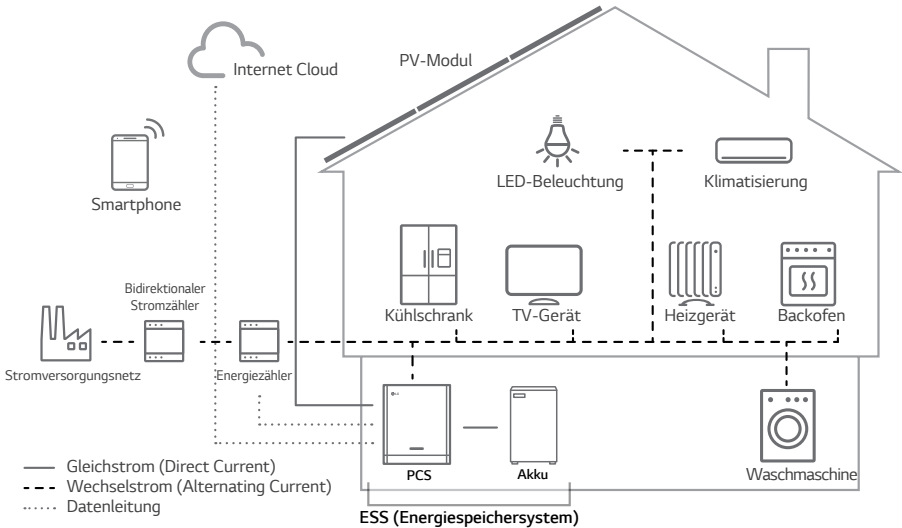 Internet Cloud
PV-Modul
LED-Beleuchtung
Klimatisierung
Smartphone
Kühlschrank
TV-Gerät
Heizgerät
Backofen
Bidirektionaler
Stromzähler
Stromversorgungsnetz
Energiezähler
LG
PCS
Akku
Waschmaschine
Gleichstrom (Direct Current)
Wechselstrom (Alternating Current)
Datenleitung
ESS (Energiespeichersystem)